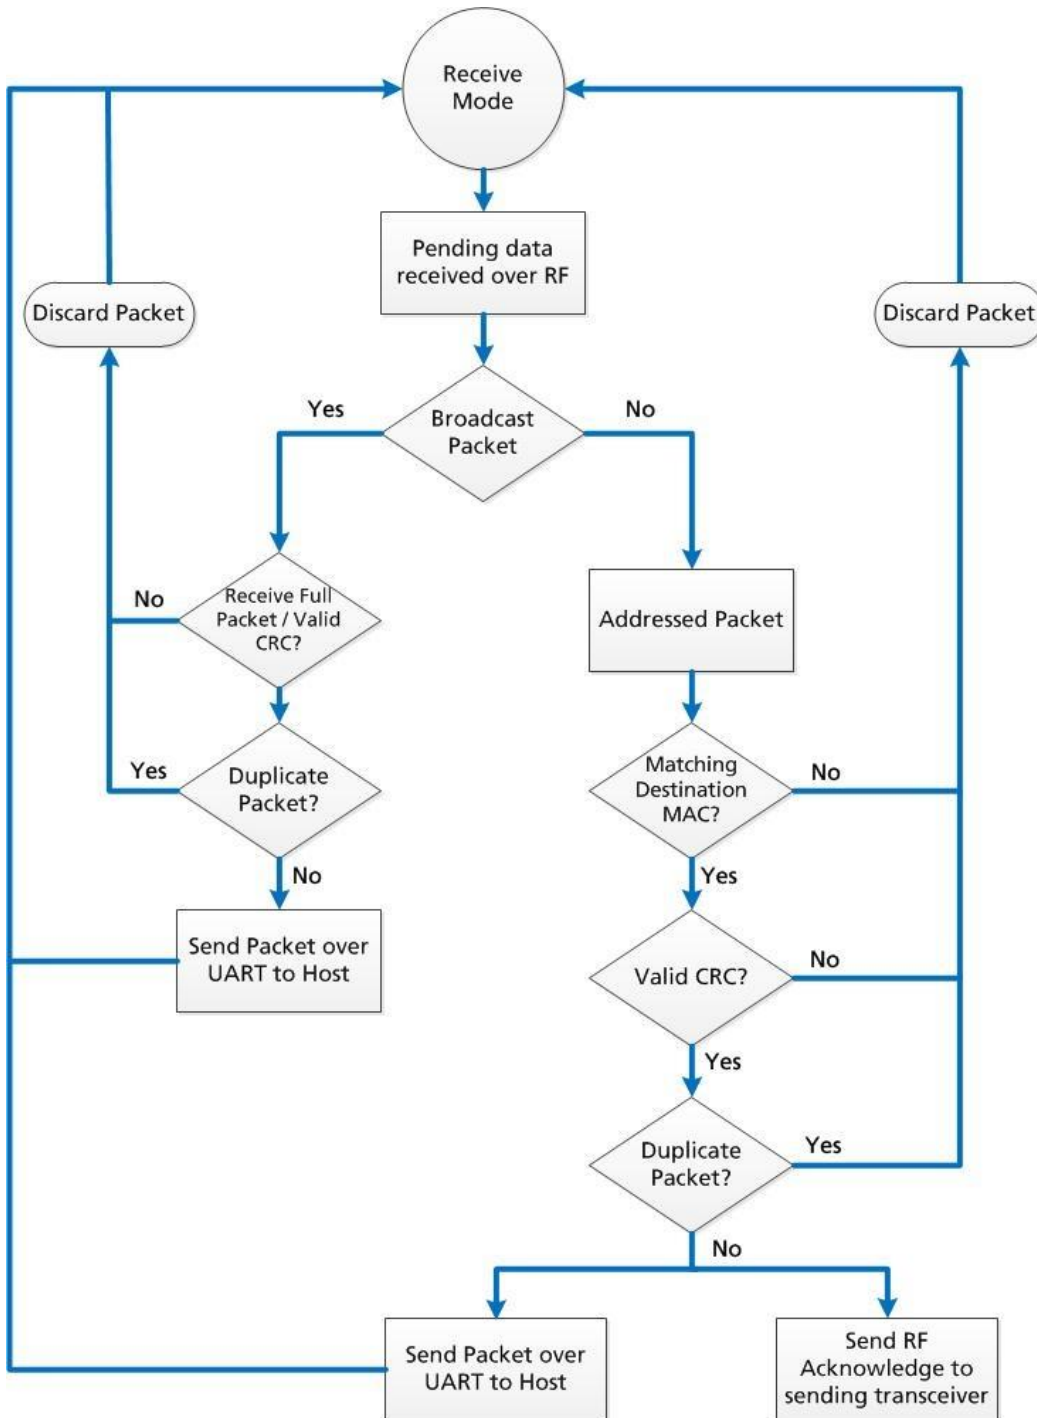 Receive
Mode
Pending data
received over RF
Discard Packet
Discard Packet
Yes
Broadcast
Packet
No
Receive Full
Packet / Valid
CRC?
No
Addressed Packet
Yes
Duplicate
Packet?
Matching
Destination
MAC?
No
No
Yes
Send Packet over
UART to Host
Valid CRC?
No
Yes
Duplicate
Packet?
Yes
No
Send Packet over
UART to Host
Send RF
Acknowledge to
sending transceiver